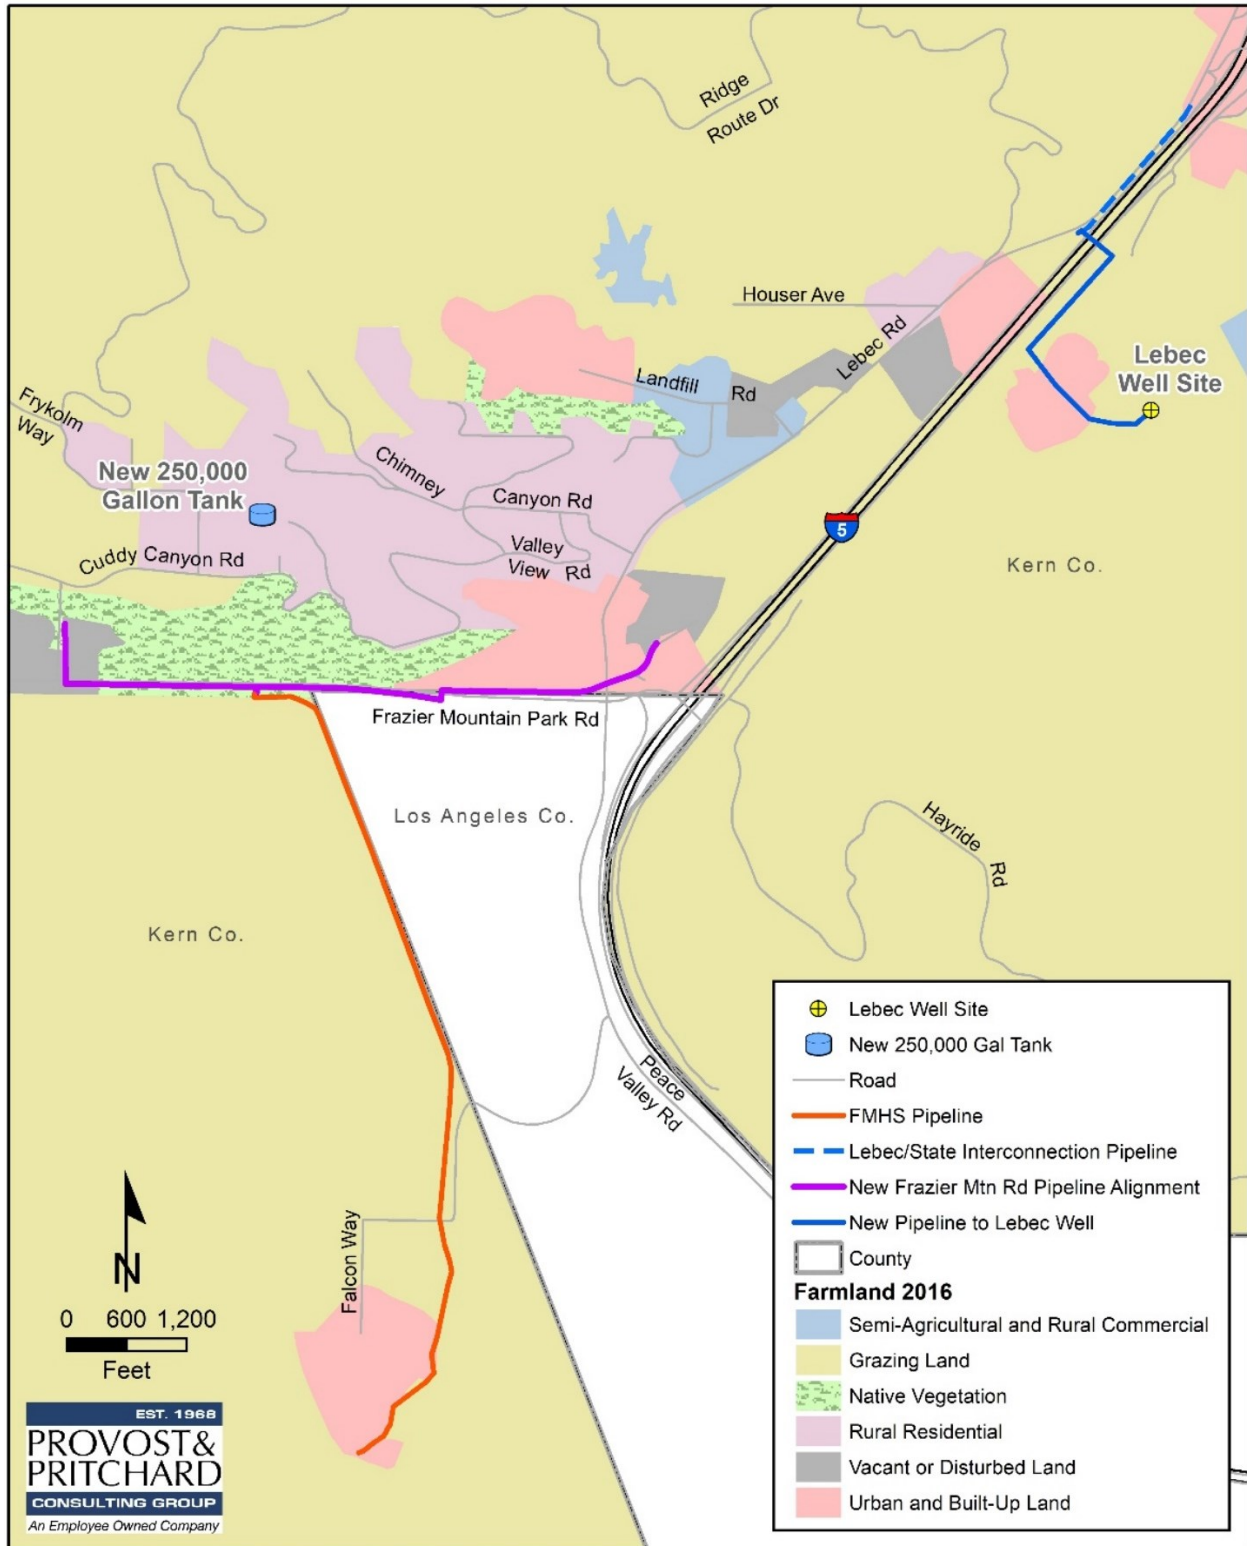 Ridge
Route Dr
Houser Ave
Lebec Rd
Lebec
Well Site
Landfill
Rd
Frykolm
Way
New 250,000
Gallon Tank
Chimney
Canyon Rd
Valley
View Rd
Cuddy Canyon Rd
5
Kern Co.
Frazier Mountain Park Rd
Los Angeles Co.
Hayride
Rd
Kern Co.
Peace
Valley Rd
Falcon Way
N
0 600 1,200
Feet
EST. 1968
PROVOST&
PRITCHARD
CONSULTING GROUP
An Employee Owned Company
Lebec Well Site
New 250,000 Gal Tank
Road
FMHS Pipeline
Lebec/State Interconnection Pipeline
New Frazier Mtn Rd Pipeline Alignment
New Pipeline to Lebec Well
County
Farmland 2016
Semi-Agricultural and Rural Commercial
Grazing Land
Native Vegetation
Rural Residential
Vacant or Disturbed Land
Urban and Built-Up Land